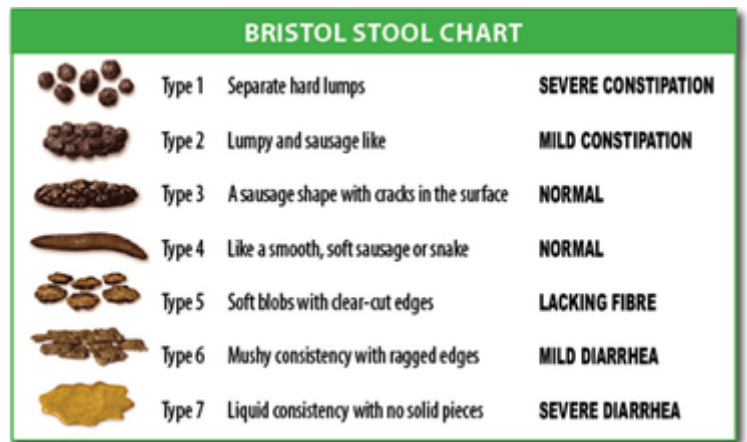 BRISTOL STOOL CHART
Type 1 Separate hard lumps SEVERE CONSTIPATION
Type 2 Lumpy and sausage like MILD CONSTIPATION
Type 3 A sausage shape with cracks in the surface NORMAL
Type 4 Like a smooth, soft sausage or snake NORMAL
Type 5 Soft blobs with clear-cut edges LACKING FIBRE
Type 6 Mushy consistency with ragged edges MILD DIARRHEA
Type 7 Liquid consistency with no solid pieces SEVERE DIARRHEA